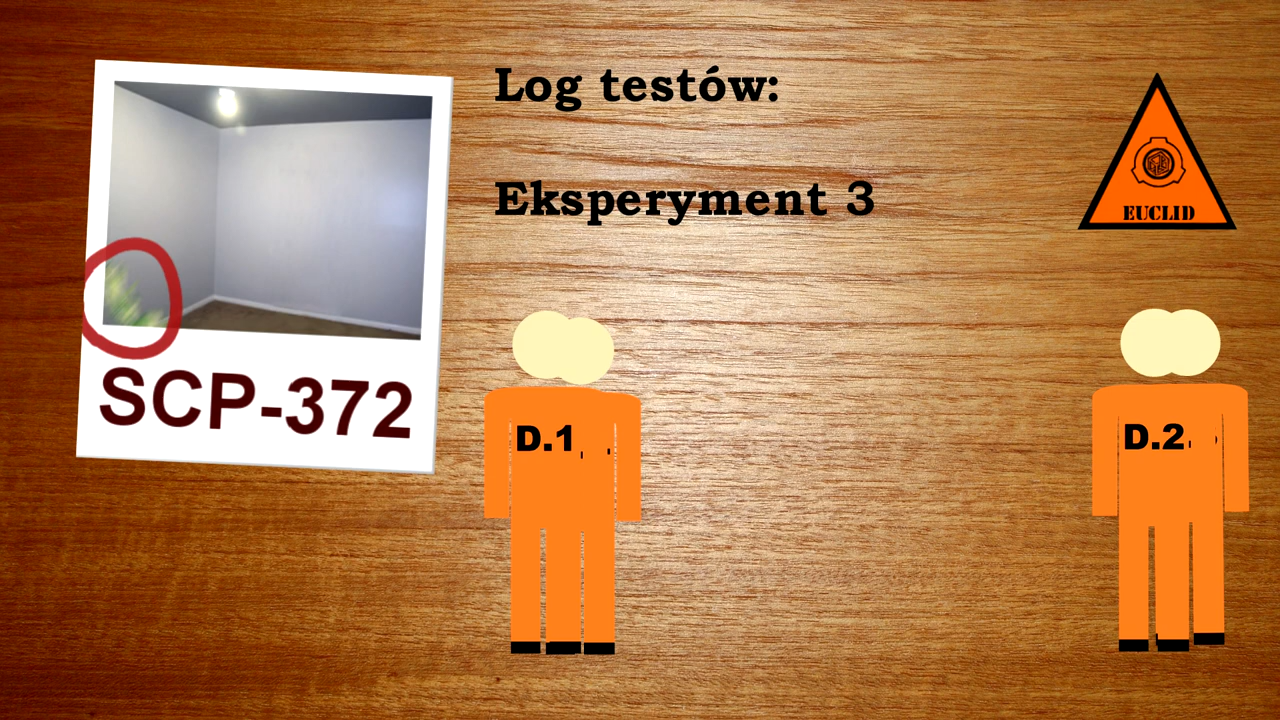 Log testów:
Eksperyment 3
EUCLID
SCP-372
D.1
D.2